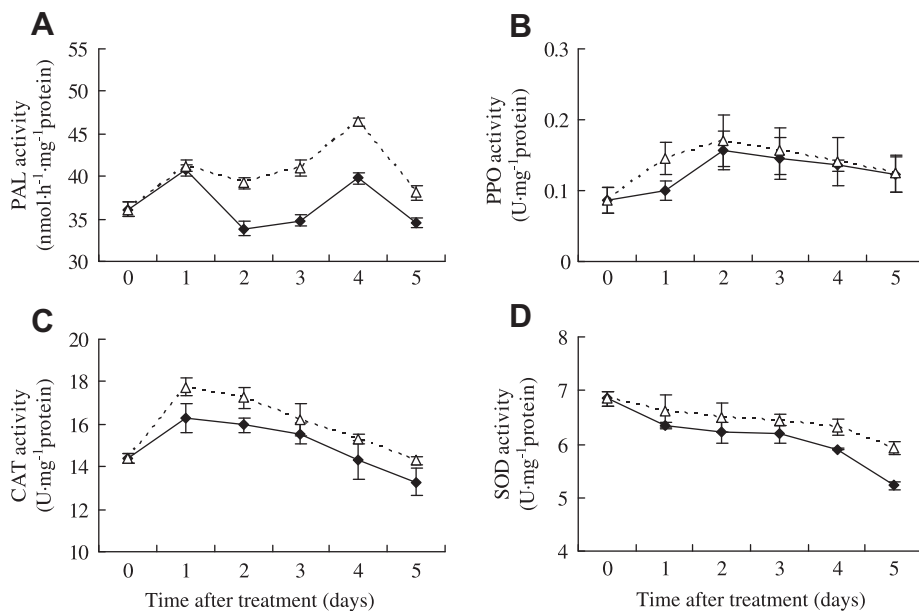 A
PAL activity
(nmol·h⁻¹·mg⁻¹protein)
55
50
45
40
35
30
0 1 2 3 4 5
B
PPO activity
(U·mg⁻¹protein)
0.3
0.2
0.1
0
0 1 2 3 4 5
C
CAT activity
(U·mg⁻¹protein)
20
18
16
14
12
10
0 1 2 3 4 5
Time after treatment (days)
D
SOD activity
(U·mg⁻¹protein)
8
7
6
5
4
0 1 2 3 4 5
Time after treatment (days)